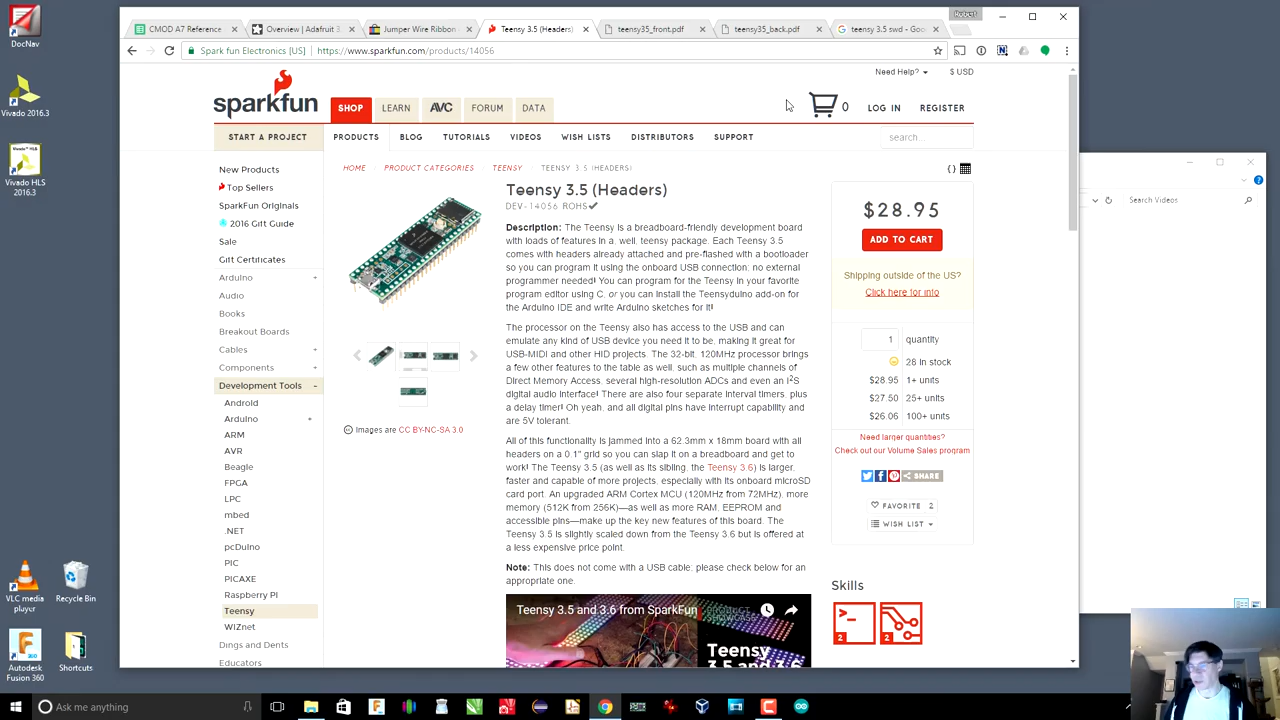 DocNav
Vivado 2016.3
Vivado HLS
2016.3
VLC media
player
Recycle Bin
Autodesk
Fusion 360
Shortcuts
Robert
CMOD A7 Reference
Overview | Adafruit
Jumper Wire Ribbon
Teensy 3.5 (Headers)
teensy35_front.pdf
teensy35_back.pdf
teensy 3.5 swd - Goo
Spark fun Electronics [US]
https://www.sparkfun.com/products/14056
Need Help?
$ USD
sparkfun
SHOP
LEARN
AVC
FORUM
DATA
0
LOG IN
REGISTER
START A PROJECT
PRODUCTS
BLOG
TUTORIALS
VIDEOS
WISH LISTS
DISTRIBUTORS
SUPPORT
search...
New Products
Top Sellers
SparkFun Originals
2016 Gift Guide
Sale
Gift Certificates
Arduino
Audio
Books
Breakout Boards
Cables
Components
Development Tools
Android
Arduino
ARM
AVR
Beagle
FPGA
LPC
mbed
.NET
pcDuino
PIC
PICAXE
Raspberry Pi
Teensy
WIZnet
Dings and Dents
Educators
HOME
PRODUCT CATEGORIES
TEENSY
TEENSY 3.5 (HEADERS)
{ }
Images are CC BY-NC-SA 3.0
Teensy 3.5 (Headers)
DEV-14056 ROHS✔
Description: The Teensy is a breadboard-friendly development board
with loads of features in a, well, teensy package. Each Teensy 3.5
comes with headers already attached and pre-flashed with a bootloader
so you can program it using the onboard USB connection: no external
programmer needed! You can program for the Teensy in your favorite
program editor using C, or you can install the Teensyduino add-on for
the Arduino IDE and write Arduino sketches for it!
The processor on the Teensy also has access to the USB and can
emulate any kind of USB device you need it to be, making it great for
USB-MIDI and other HID projects. The 32-bit, 120MHz processor brings
a few other features to the table as well, such as multiple channels of
Direct Memory Access, several high-resolution ADCs and even an I²S
digital audio interface! There are also four separate interval timers, plus
a delay timer! Oh yeah, and all digital pins have interrupt capability and
are 5V tolerant.
All of this functionality is jammed into a 62.3mm x 18mm board with all
headers on a 0.1" grid so you can slap it on a breadboard and get to
work! The Teensy 3.5 (as well as its sibling, the Teensy 3.6) is larger,
faster and capable of more projects, especially with its onboard microSD
card port. An upgraded ARM Cortex MCU (120MHz from 72MHz), more
memory (512K from 256K)—as well as more RAM, EEPROM and
accessible pins—make up the key new features of this board. The
Teensy 3.5 is slightly scaled down from the Teensy 3.6 but is offered at
a less expensive price point.
Note: This does not come with a USB cable; please check below for an
appropriate one.
Teensy 3.5 and 3.6 from SparkFun
PRODUCT
SHOWCASE
Teensy
3.5 and 3.6
$28.95
ADD TO CART
Shipping outside of the US?
Click here for info
1 quantity
28 in stock
$28.95 1+ units
$27.50 25+ units
$26.06 100+ units
Need larger quantities?
Check out our Volume Sales program
SHARE
FAVORITE 2
WISH LIST
Skills
2
2
Search Videos
Ask me anything